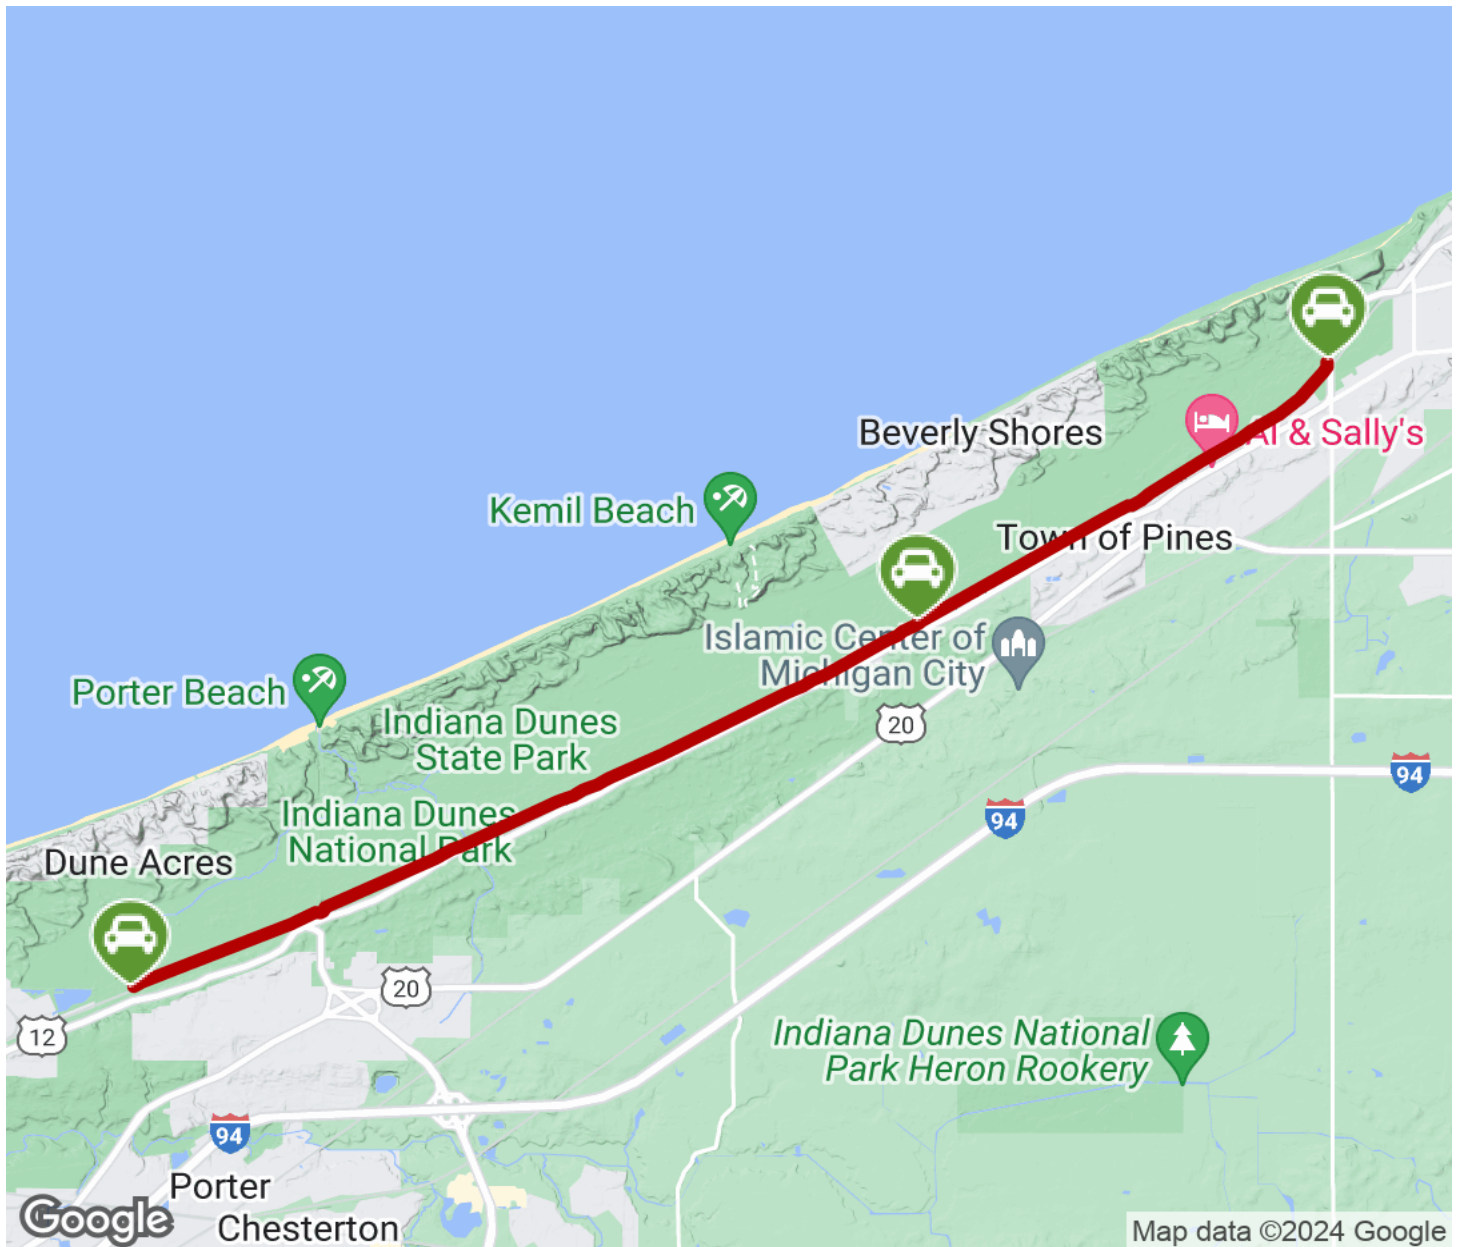 Beverly Shores
Al & Sally's
Kemil Beach
Town of Pines
Islamic Center of
Michigan City
Porter Beach
Indiana Dunes
State Park
20
94
94
Indiana Dunes
National Park
Dune Acres
20
12
Indiana Dunes National
Park Heron Rookery
94
Porter
Chesterton
Google
Map data ©2024 Google